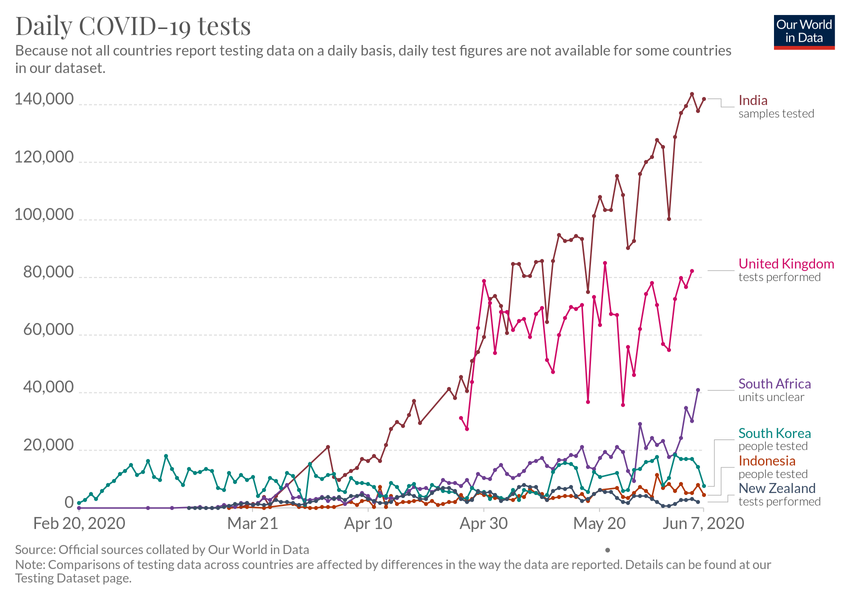 Daily COVID-19 tests
Our World
in Data
Because not all countries report testing data on a daily basis, daily test figures are not available for some countries
in our dataset.
140,000
120,000
100,000
80,000
60,000
40,000
20,000
0
India
samples tested
United Kingdom
tests performed
South Africa
units unclear
South Korea
people tested
Indonesia
people tested
New Zealand
tests performed
Feb 20, 2020
Mar 21
Apr 10
Apr 30
May 20
Jun 7, 2020
Source: Official sources collated by Our World in Data
Note: Comparisons of testing data across countries are affected by differences in the way the data are reported. Details can be found at our
Testing Dataset page.